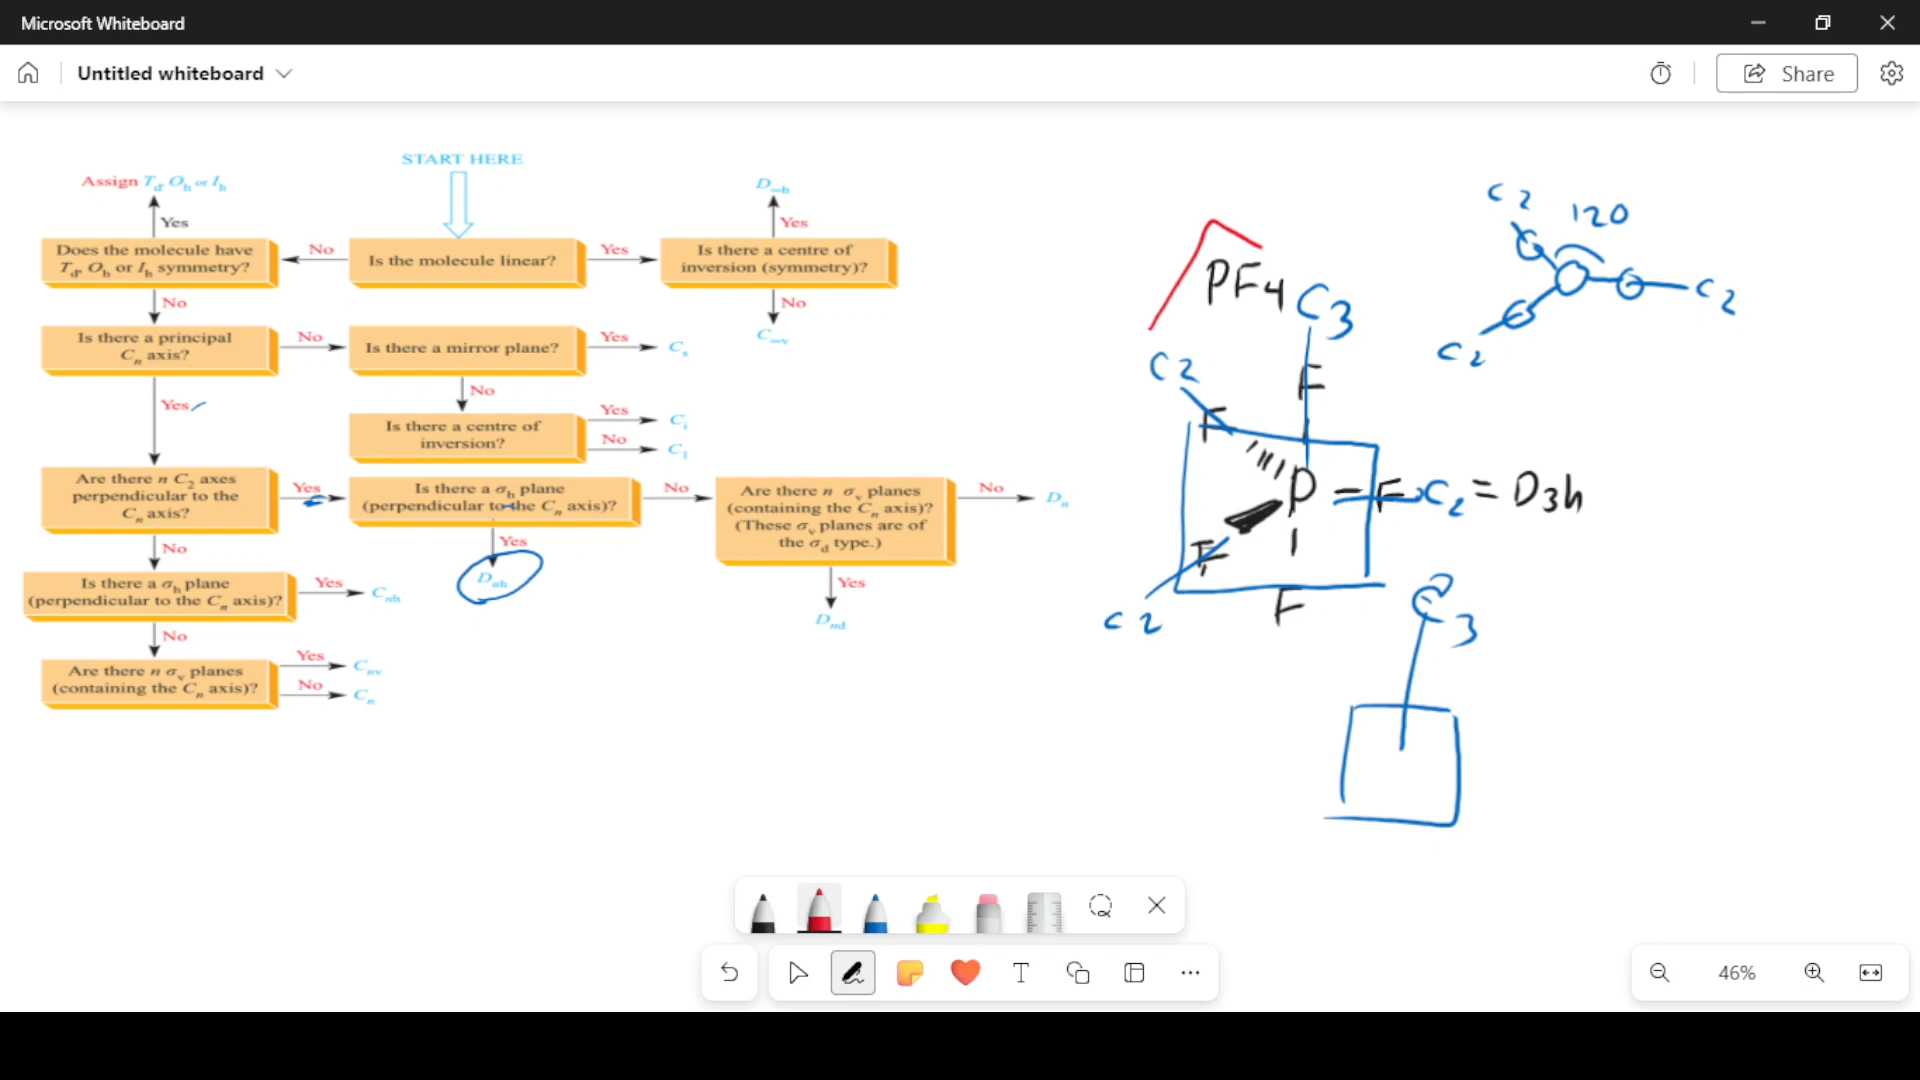 Microsoft Whiteboard
Untitled whiteboard
Share
START HERE
Assign Td, Oh or Ih
D∞h
Yes
Yes
Does the molecule have
Td, Oh or Ih symmetry?
No
Is the molecule linear?
Yes
Is there a centre of
inversion (symmetry)?
No
No
Is there a principal
Cn axis?
No
Is there a mirror plane?
Yes
Cs
C∞v
Yes
No
Is there a centre of
inversion?
Yes
Ci
No
C1
Are there n C2 axes
perpendicular to the
Cn axis?
Yes
Is there a σh plane
(perpendicular to the Cn axis)?
No
Are there n σv planes
(containing the Cn axis)?
(These σv planes are of
the σd type.)
No
Dn
No
Yes
Dnh
Yes
Dnd
Is there a σh plane
(perpendicular to the Cn axis)?
Yes
Cnh
No
Are there n σv planes
(containing the Cn axis)?
Yes
Cnv
No
Cn
PF4
C3
C2
F
F
P
F
C2 = D3h
F
C2
F
C2
120
C2
C2
C3
46%